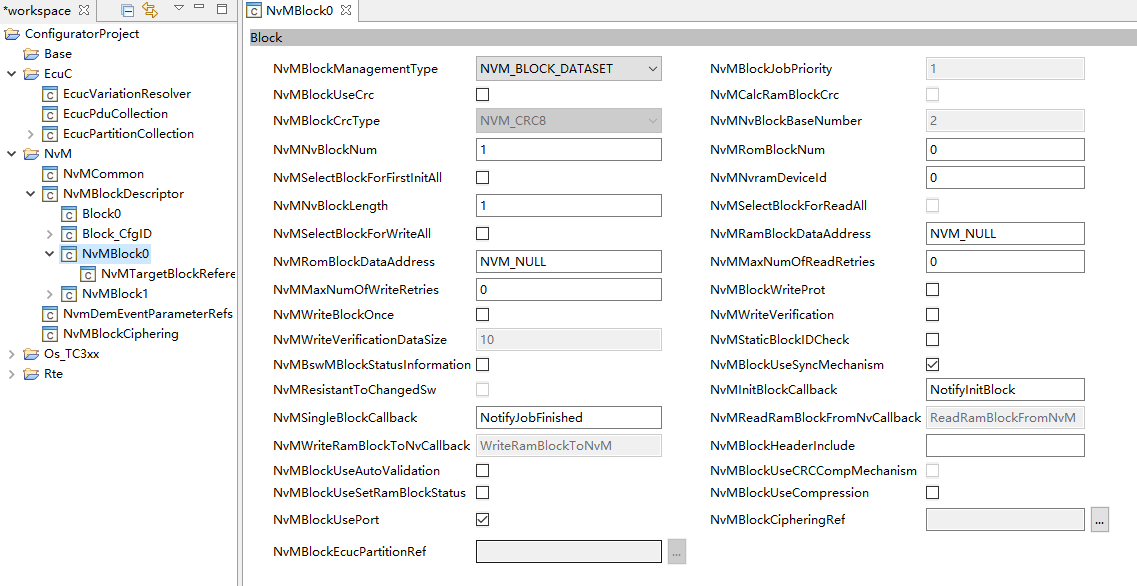 *workspace
ConfiguratorProject
Base
EcuC
EcucVariationResolver
EcucPduCollection
EcucPartitionCollection
NvM
NvMCommon
NvMBlockDescriptor
Block0
Block_CfgID
NvMBlock0
NvMTargetBlockRefere
NvMBlock1
NvmDemEventParameterRefs
NvMBlockCiphering
Os_TC3xx
Rte
NvMBlock0
Block
NvMBlockManagementType NVM_BLOCK_DATASET NvMBlockJobPriority 1
NvMBlockUseCrc NvMCalcRamBlockCrc
NvMBlockCrcType NVM_CRC8 NvMNvBlockBaseNumber 2
NvMNvBlockNum 1 NvMRomBlockNum 0
NvMSelectBlockForFirstInitAll NvMNvramDeviceId 0
NvMNvBlockLength 1 NvMSelectBlockForReadAll
NvMSelectBlockForWriteAll NvMRamBlockDataAddress NVM_NULL
NvMRomBlockDataAddress NVM_NULL NvMMaxNumOfReadRetries 0
NvMMaxNumOfWriteRetries 0 NvMBlockWriteProt
NvMWriteBlockOnce NvMWriteVerification
NvMWriteVerificationDataSize 10 NvMStaticBlockIDCheck
NvMBswMBlockStatusInformation NvMBlockUseSyncMechanism
NvMResistantToChangedSw NvMInitBlockCallback NotifyInitBlock
NvMSingleBlockCallback NotifyJobFinished NvMReadRamBlockFromNvCallback ReadRamBlockFromNvM
NvMWriteRamBlockToNvCallback WriteRamBlockToNvM NvMBlockHeaderInclude
NvMBlockUseAutoValidation NvMBlockUseCRCCompMechanism
NvMBlockUseSetRamBlockStatus NvMBlockUseCompression
NvMBlockUsePort NvMBlockCipheringRef ...
NvMBlockEcucPartitionRef ...